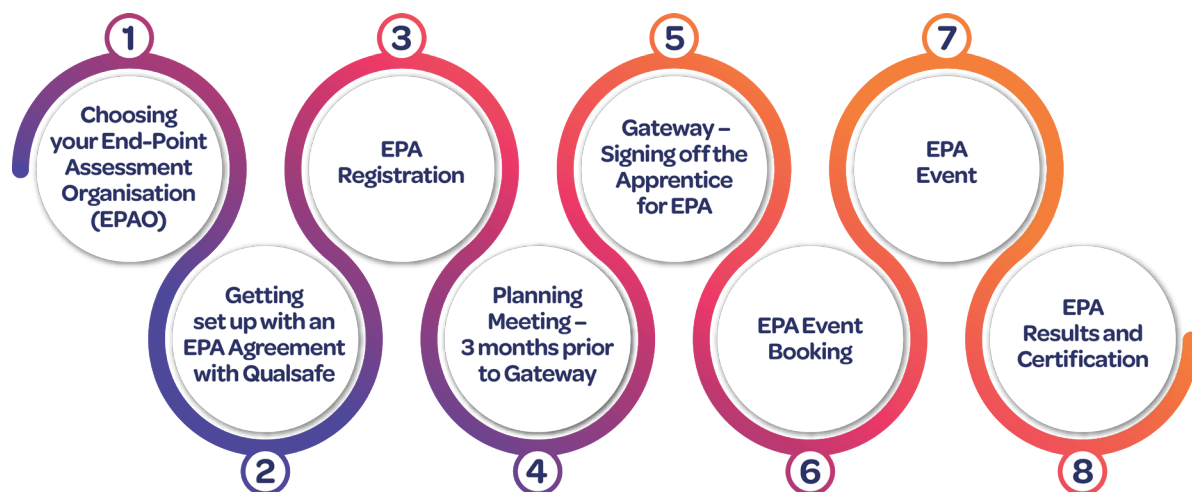 1
Choosing
your End-Point
Assessment
Organisation
(EPAO)
2
Getting
set up with an
EPA Agreement
with Qualsafe
3
EPA
Registration
4
Planning
Meeting –
3 months prior
to Gateway
5
Gateway –
Signing off the
Apprentice
for EPA
6
EPA Event
Booking
7
EPA
Event
8
EPA
Results and
Certification